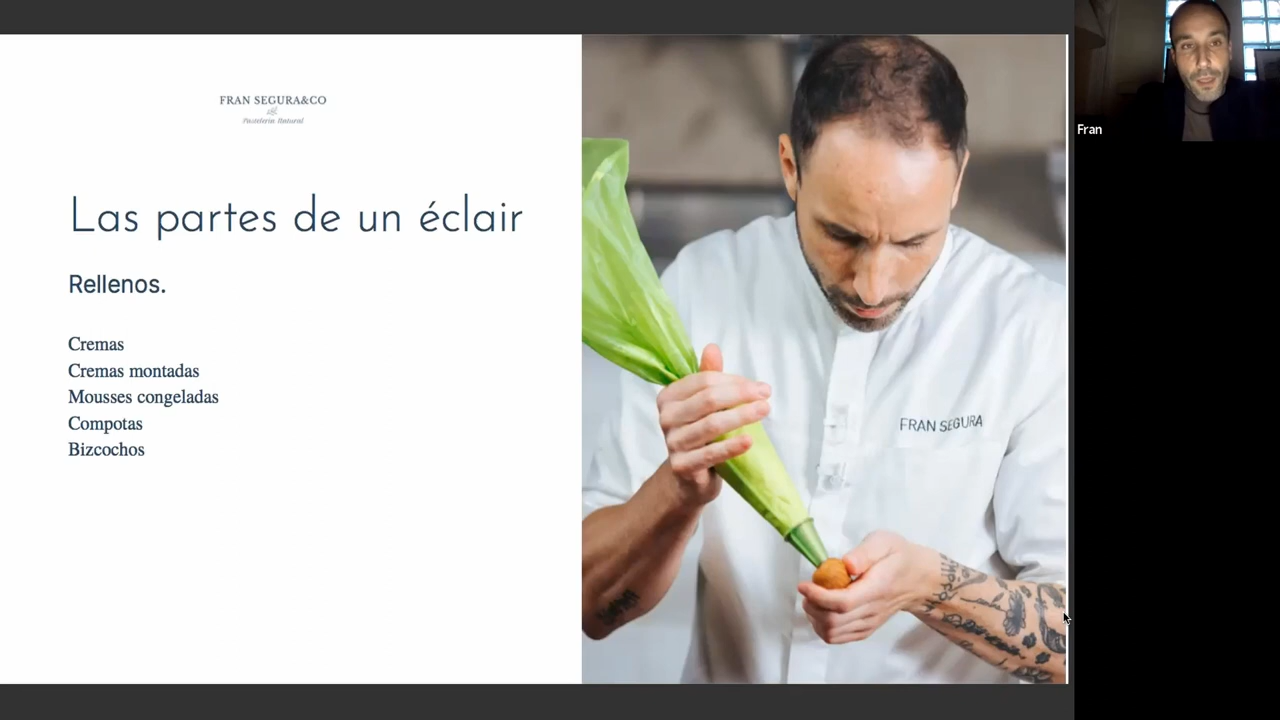 FRAN SEGURA&CO
Pastelería Natural
Las partes de un éclair
Rellenos.
Cremas
Cremas montadas
Mousses congeladas
Compotas
Bizcochos
FRAN SEGURA
Fran